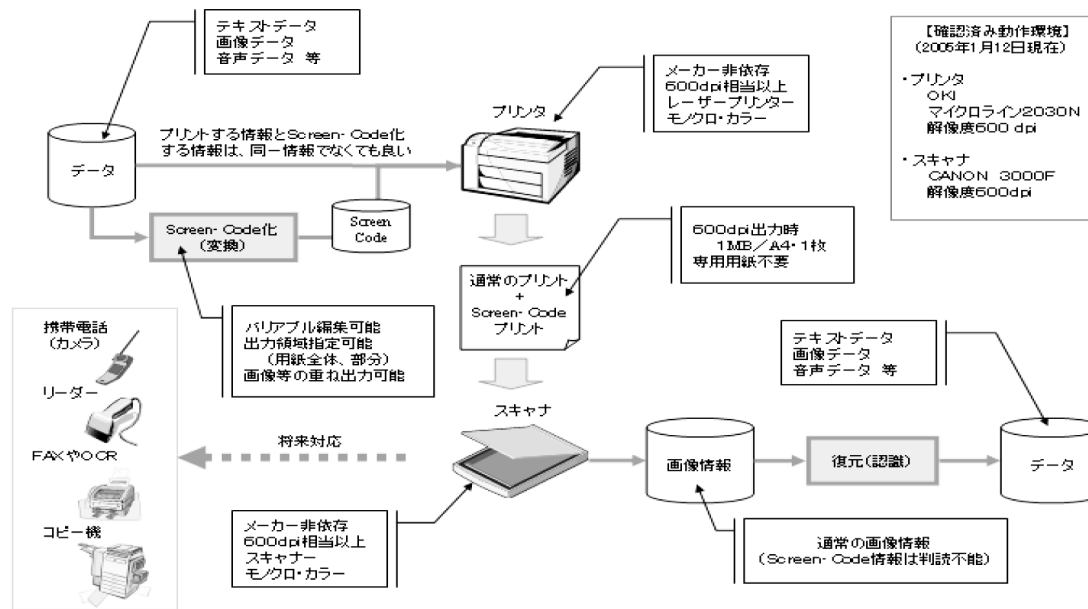 テキストデータ
画像データ
音声データ 等
【確認済み動作環境】
(2005年1月12日現在)
・プリンタ
OKI
マイクロライン2030N
解像度600 dpi
・スキャナ
CANON 3000F
解像度600dpi
メーカー非依存
600dpi相当以上
レーザープリンター
モノクロ・カラー
プリンタ
プリントする情報とScreen-Code化
する情報は、同一情報でなくても良い
データ
Screen-Code化
(変換)
Screen
Code
600dpi出力時
1MB/A4・1枚
専用用紙不要
通常のプリント
+
Screen-Code
プリント
バリアブル編集可能
出力領域指定可能
(用紙全体、部分)
画像等の重ね出力可能
携帯電話
(カメラ)
リーダー
FAXやOCR
コピー機
テキストデータ
画像データ
音声データ 等
スキャナ
将来対応
画像情報
復元(認識)
データ
メーカー非依存
600dpi相当以上
スキャナー
モノクロ・カラー
通常の画像情報
(Screen-Code情報は判読不能)